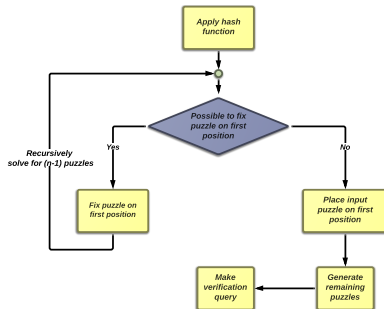 Apply hash
function
Possible to fix
puzzle on first
position
Yes
No
Recursively
solve for (n-1) puzzles
Fix puzzle on
first position
Place input
puzzle on first
position
Make
verification
query
Generate
remaining
puzzles